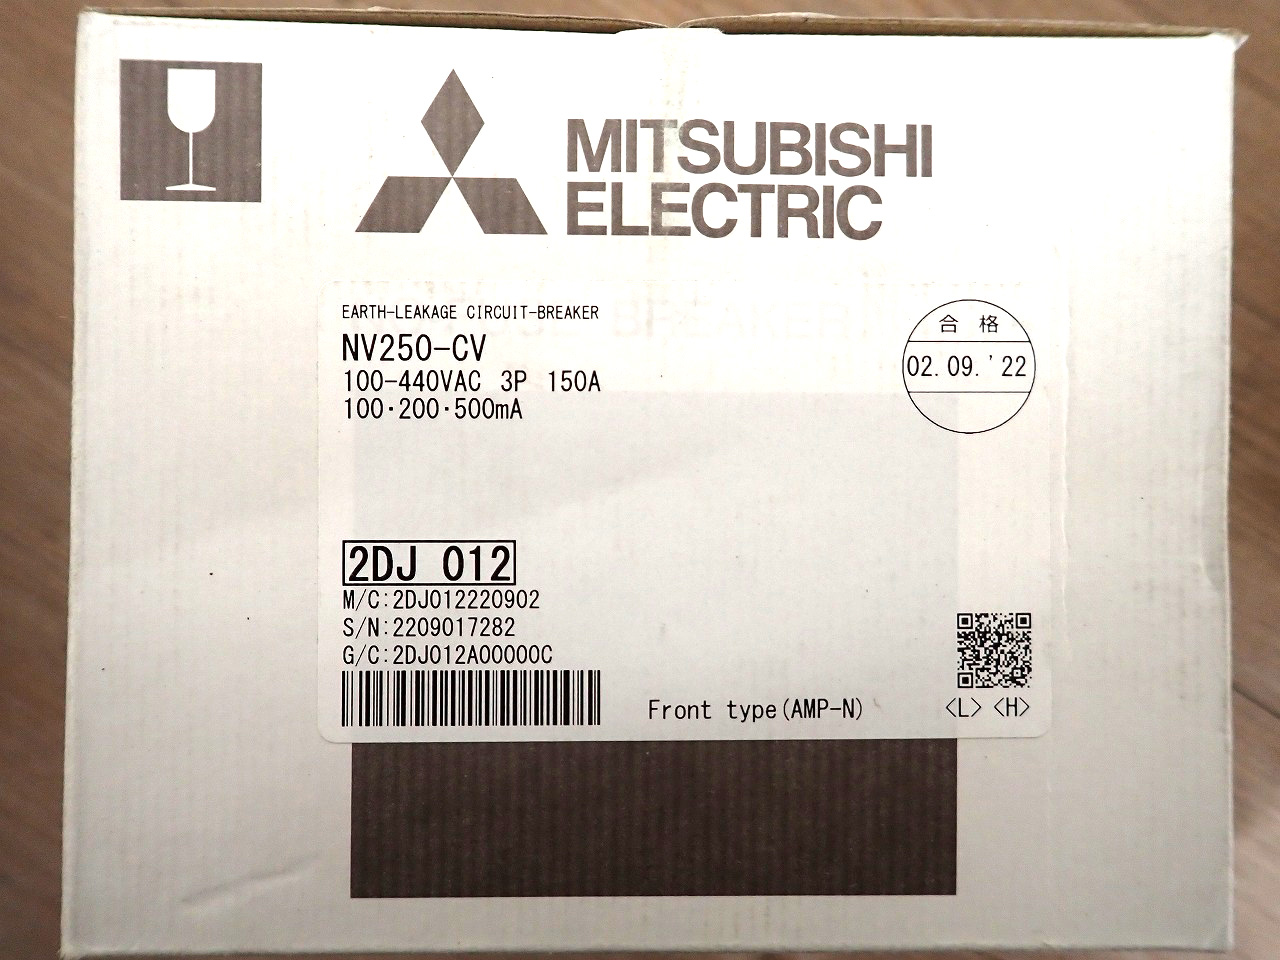 MITSUBISHI
ELECTRIC
EARTH-LEAKAGE CIRCUIT-BREAKER
NV250-CV
100-440VAC 3P 150A
100･200･500mA
合格
02.09.'22
2DJ 012
M/C:2DJ012220902
S/N:2209017282
G/C:2DJ012A00000C
Front type(AMP-N)
<L> <H>